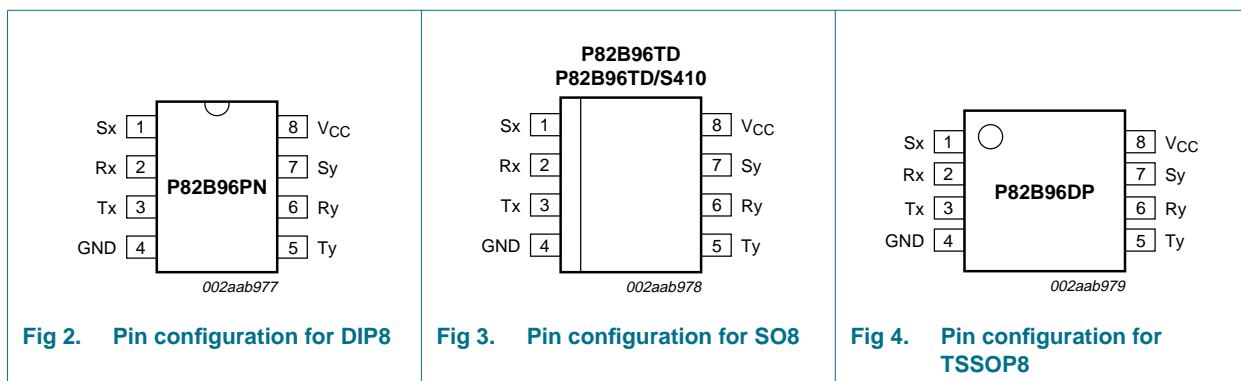 P82B96PN
Sx 1
Rx 2
Tx 3
GND 4
8 VCC
7 Sy
6 Ry
5 Ty
002aab977
Fig 2. Pin configuration for DIP8
P82B96TD
P82B96TD/S410
Sx 1
Rx 2
Tx 3
GND 4
8 VCC
7 Sy
6 Ry
5 Ty
002aab978
Fig 3. Pin configuration for SO8
P82B96DP
Sx 1
Rx 2
Tx 3
GND 4
8 VCC
7 Sy
6 Ry
5 Ty
002aab979
Fig 4. Pin configuration for
TSSOP8